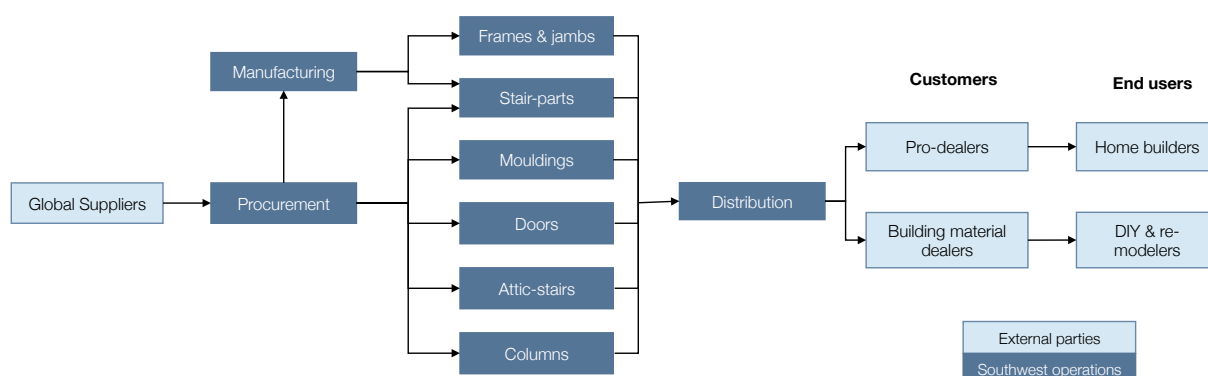 Frames & jambs
Manufacturing
Stair-parts
Customers
End users
Mouldings
Pro-dealers
Home builders
Global Suppliers
Procurement
Distribution
Doors
Building material
dealers
DIY & re-
modelers
Attic-stairs
Columns
External parties
Southwest operations